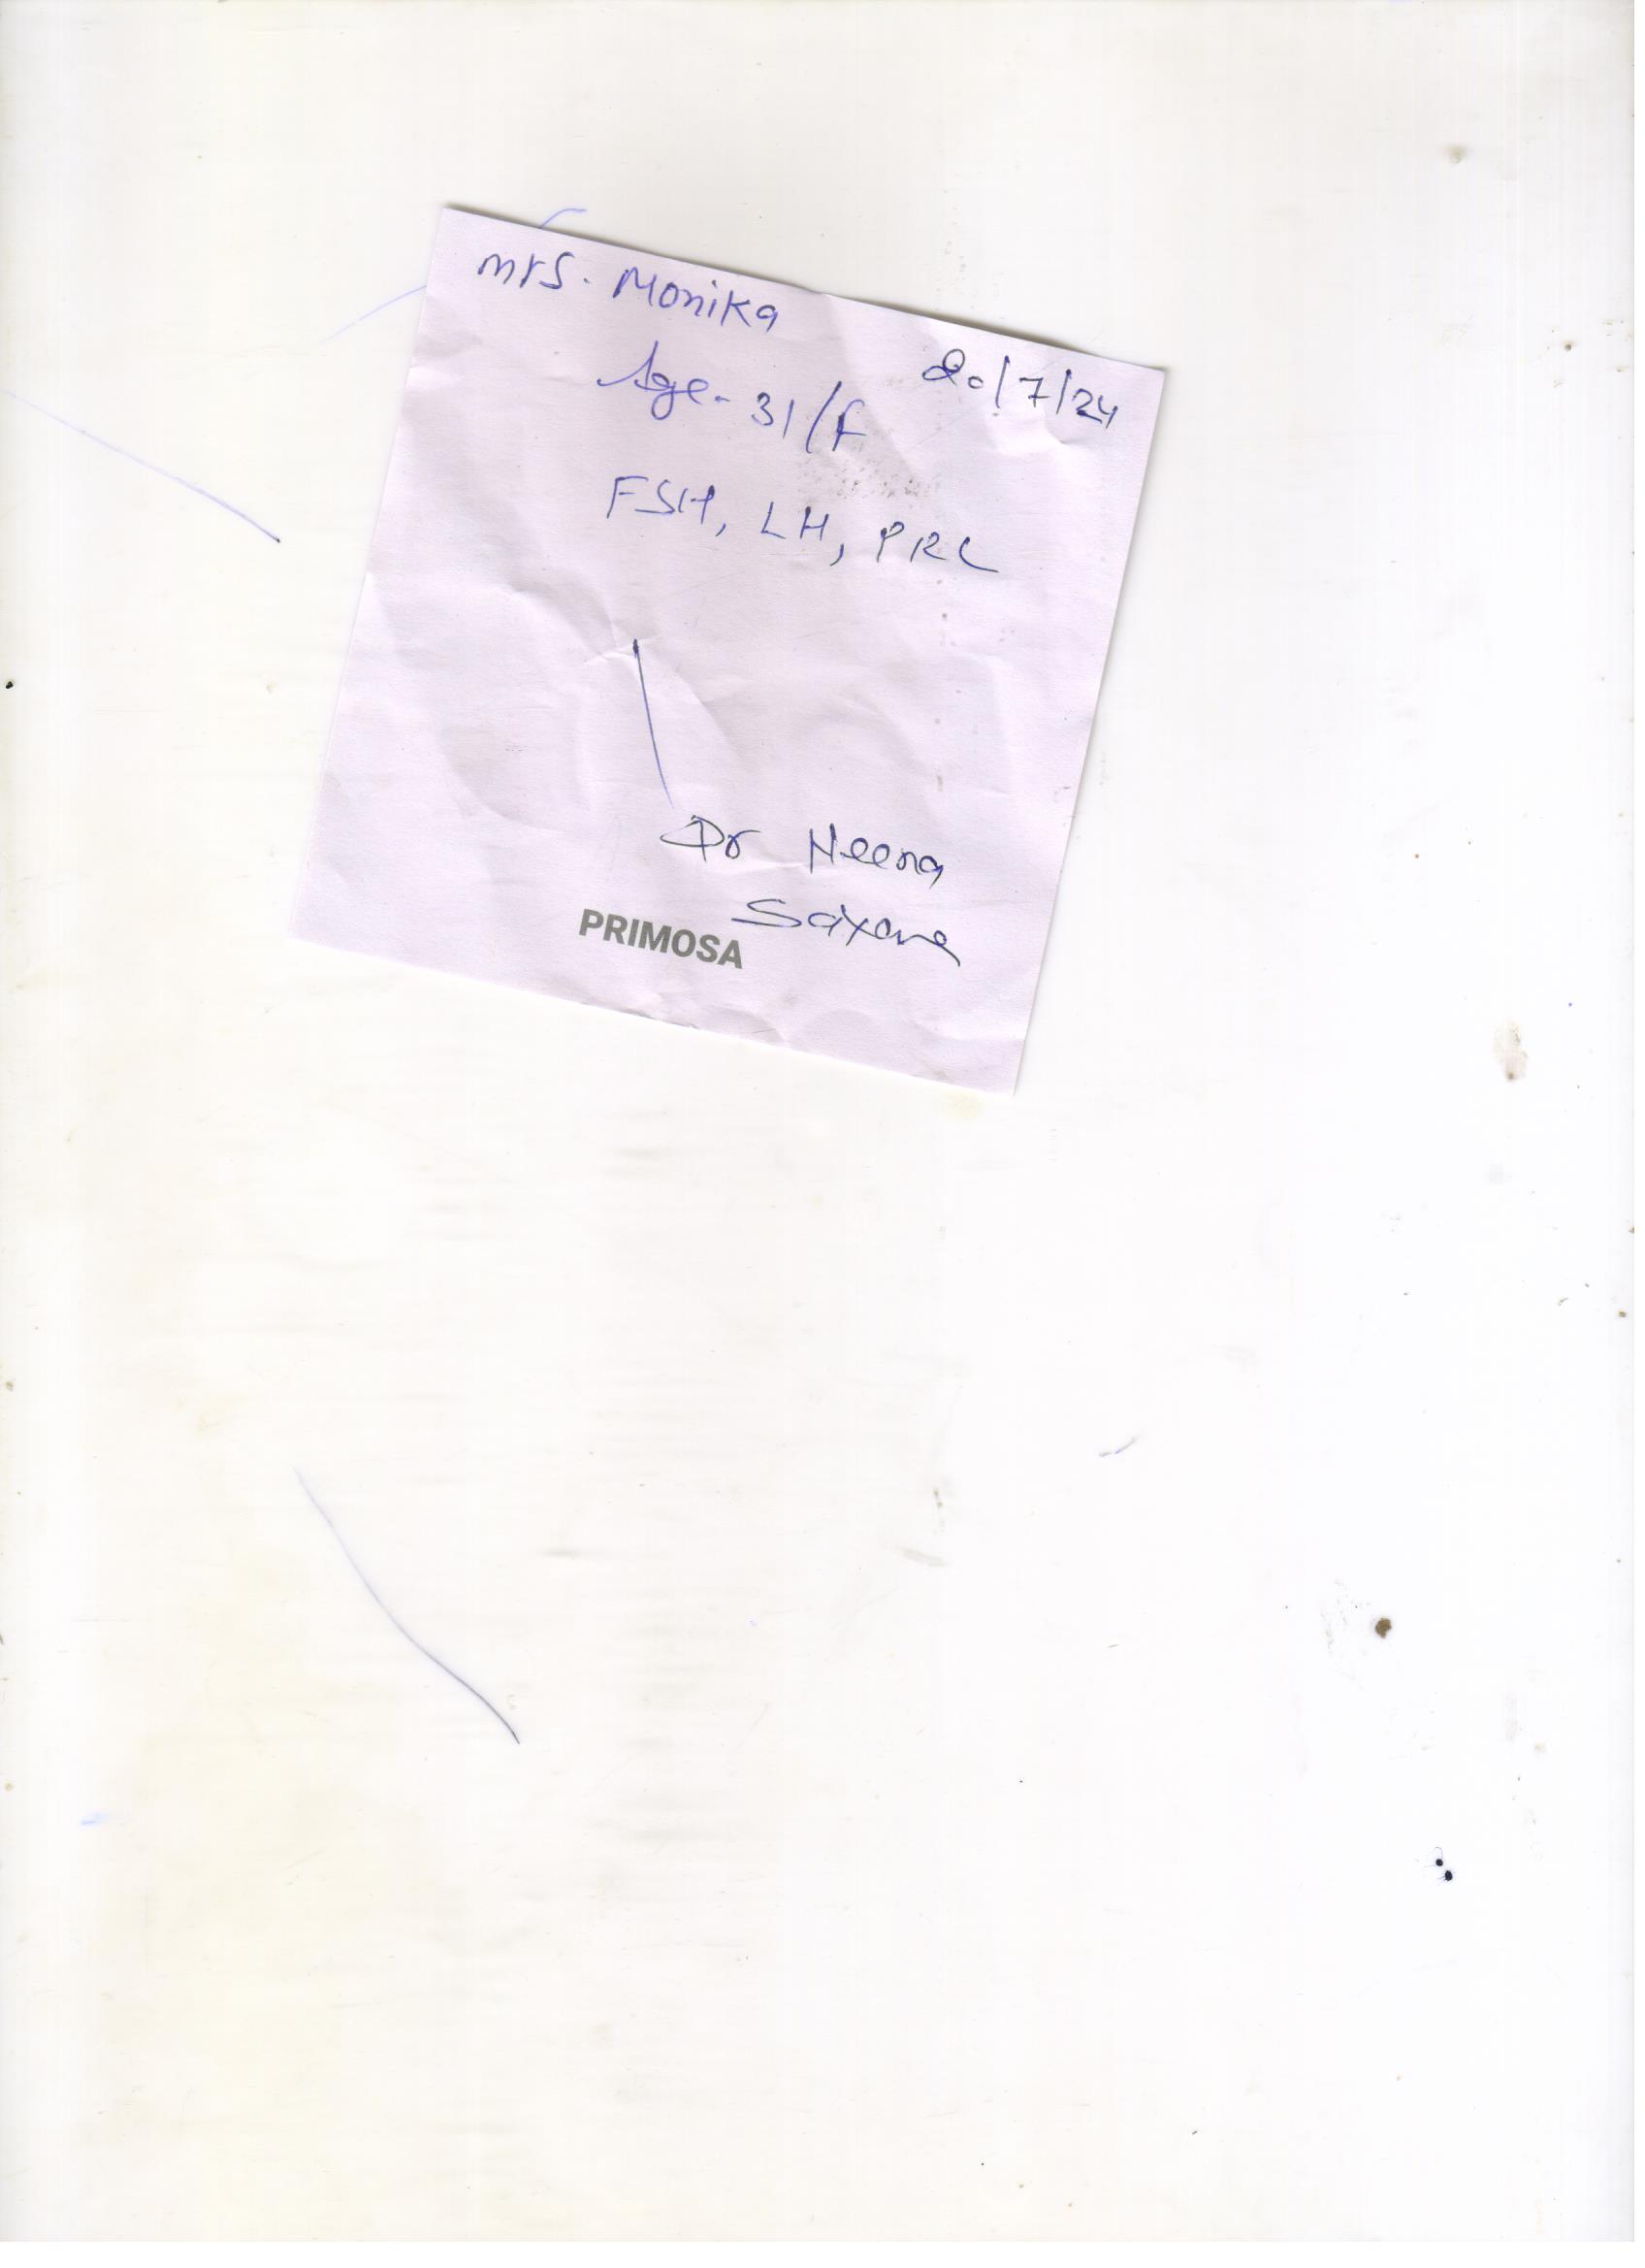 Mrs. Monika
20/7/24
Age- 31/F
FSH, LH, PRL
Dr Neena
Saxena
PRIMOSA